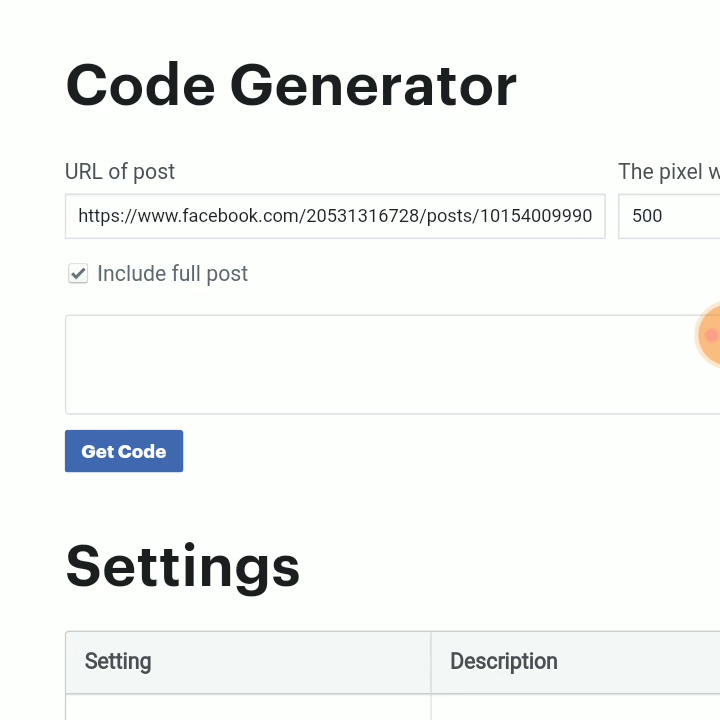 Code Generator
URL of post
The pixel
https://www.facebook.com/20531316728/posts/10154009990
500
Include full post
Get Code
Settings
Setting
Description